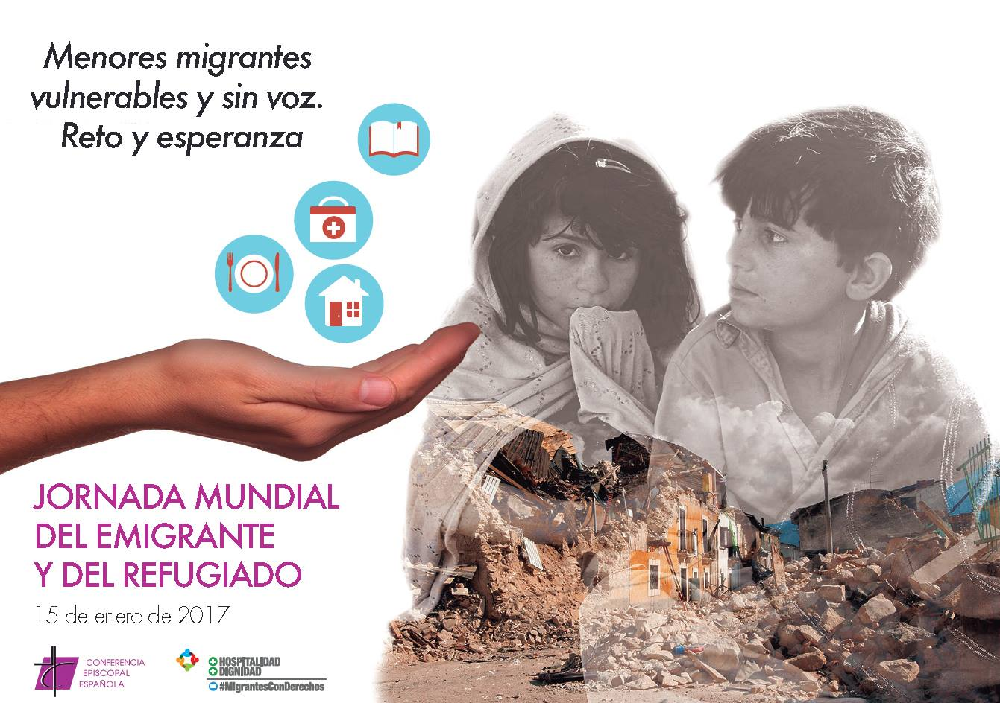 Menores migrantes
vulnerables y sin voz.
Reto y esperanza
JORNADA MUNDIAL
DEL EMIGRANTE
Y DEL REFUGIADO
15 de enero de 2017
CONFERENCIA
EPISCOPAL
ESPAÑOLA
HOSPITALIDAD
DIGNIDAD
#MigrantesConDerechos